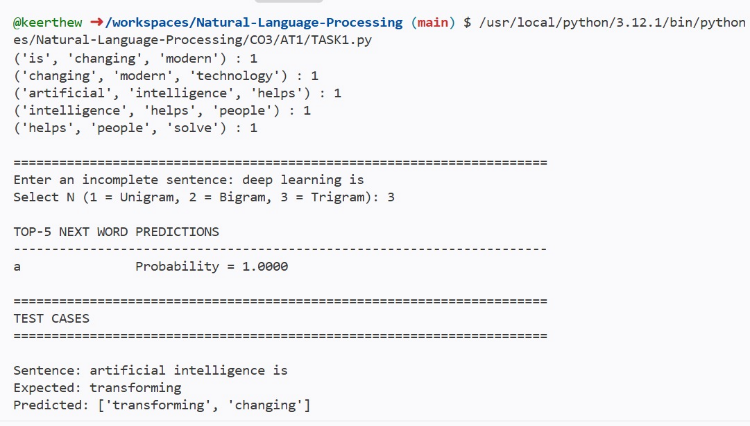 @keerthew ➜/workspaces/Natural-Language-Processing (main) $ /usr/local/python/3.12.1/bin/python
es/Natural-Language-Processing/CO3/AT1/TASK1.py
('is', 'changing', 'modern') : 1
('changing', 'modern', 'technology') : 1
('artificial', 'intelligence', 'helps') : 1
('intelligence', 'helps', 'people') : 1
('helps', 'people', 'solve') : 1
======================================================================
Enter an incomplete sentence: deep learning is
Select N (1 = Unigram, 2 = Bigram, 3 = Trigram): 3
TOP-5 NEXT WORD PREDICTIONS
----------------------------------------------------------------------
a               Probability = 1.0000
======================================================================
TEST CASES
======================================================================
Sentence: artificial intelligence is
Expected: transforming
Predicted: ['transforming', 'changing']